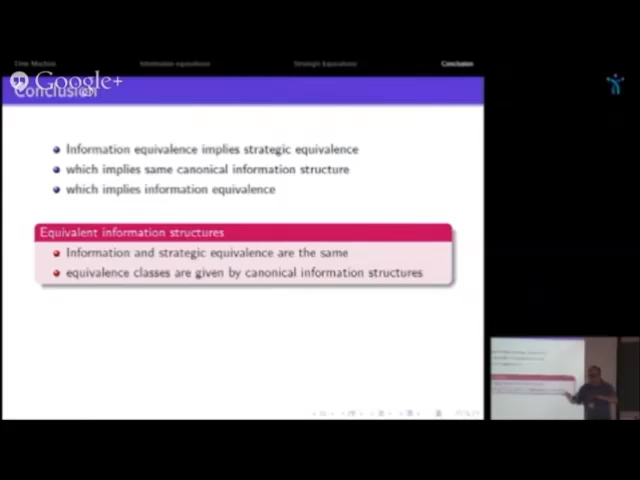 Time Machine Information equivalence Strategic Equivalence Conclusion
Google+
Conclusion
Information equivalence implies strategic equivalence
which implies same canonical information structure
which implies information equivalence
Equivalent information structures
Information and strategic equivalence are the same
equivalence classes are given by canonical information structures